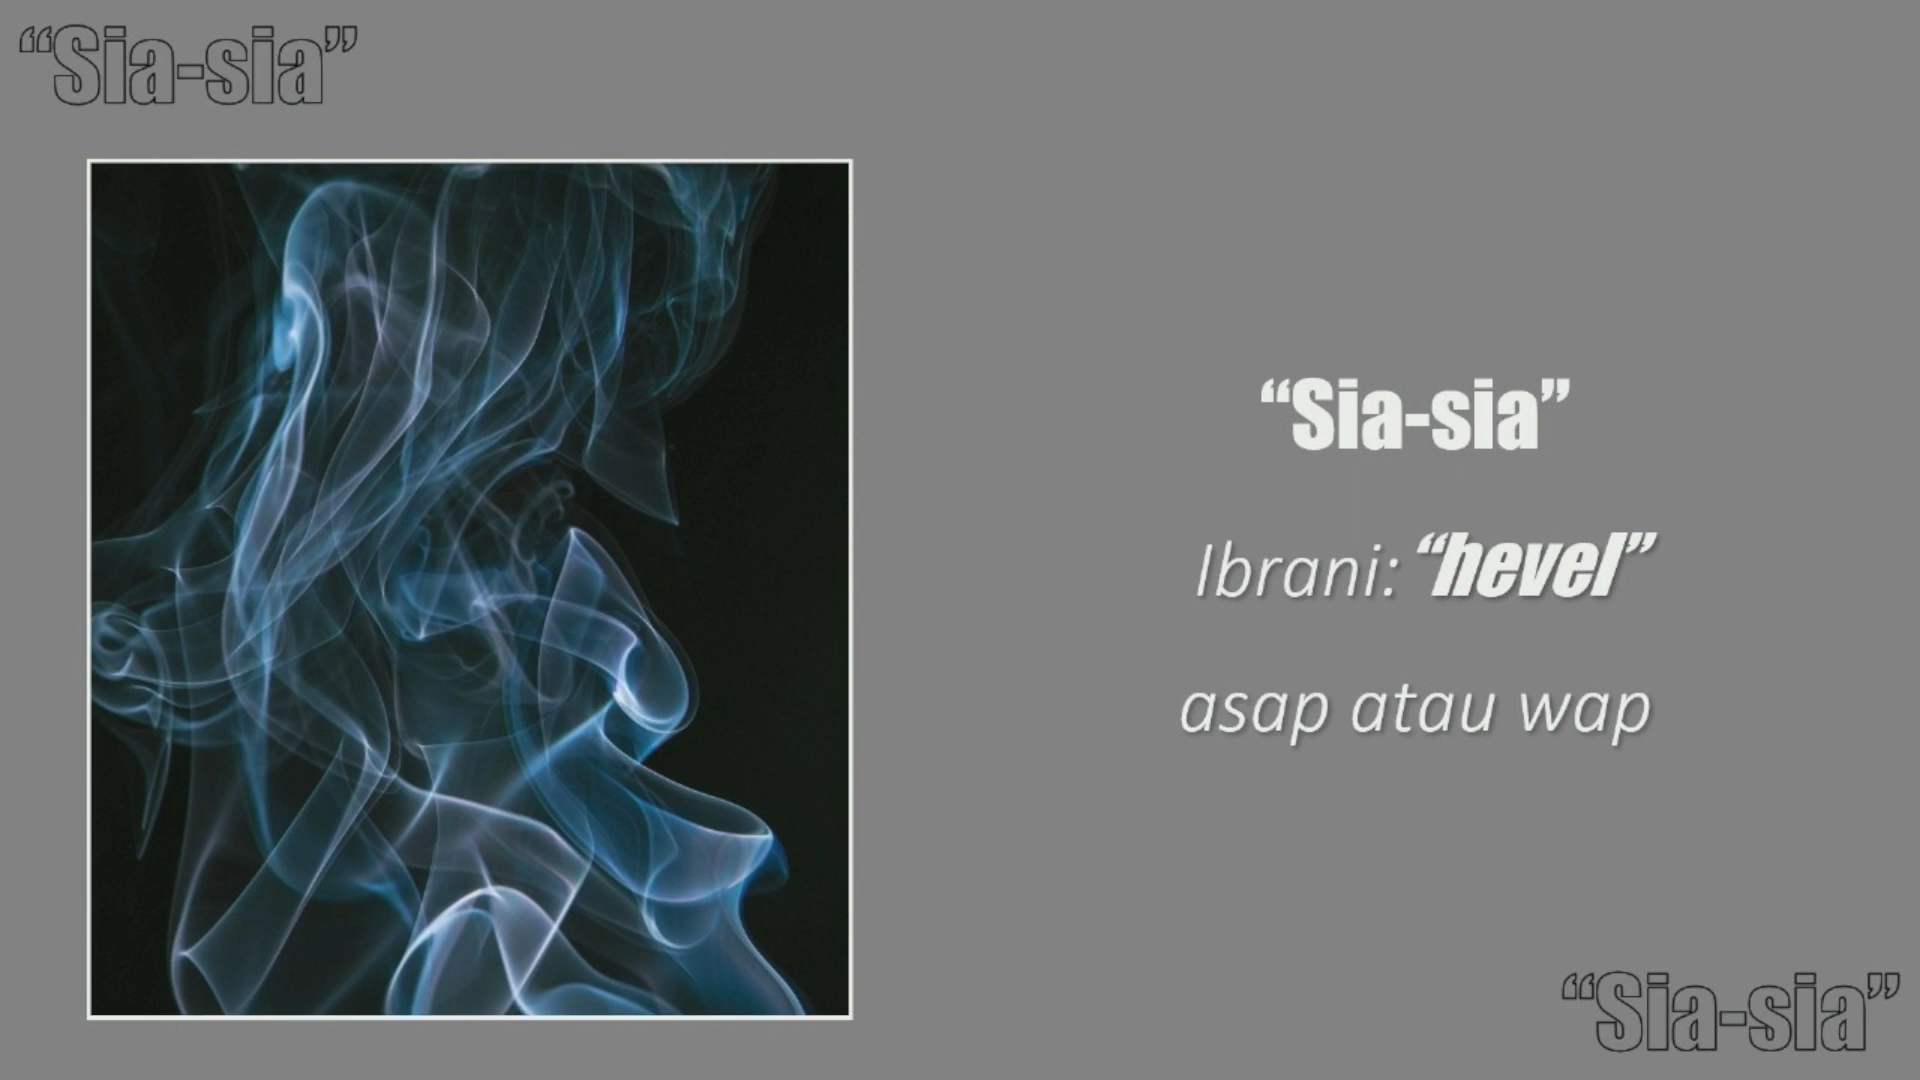 “Sia-sia”
“Sia-sia”
Ibrani: “hevel”
asap atau wap
“Sia-sia”